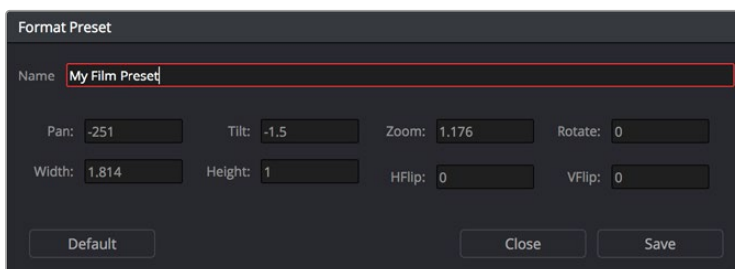 Format Preset
Name My Film Preset
Pan: -251 Tilt: -1.5 Zoom: 1.176 Rotate: 0
Width: 1.814 Height: 1 HFlip: 0 VFlip: 0
Default Close Save